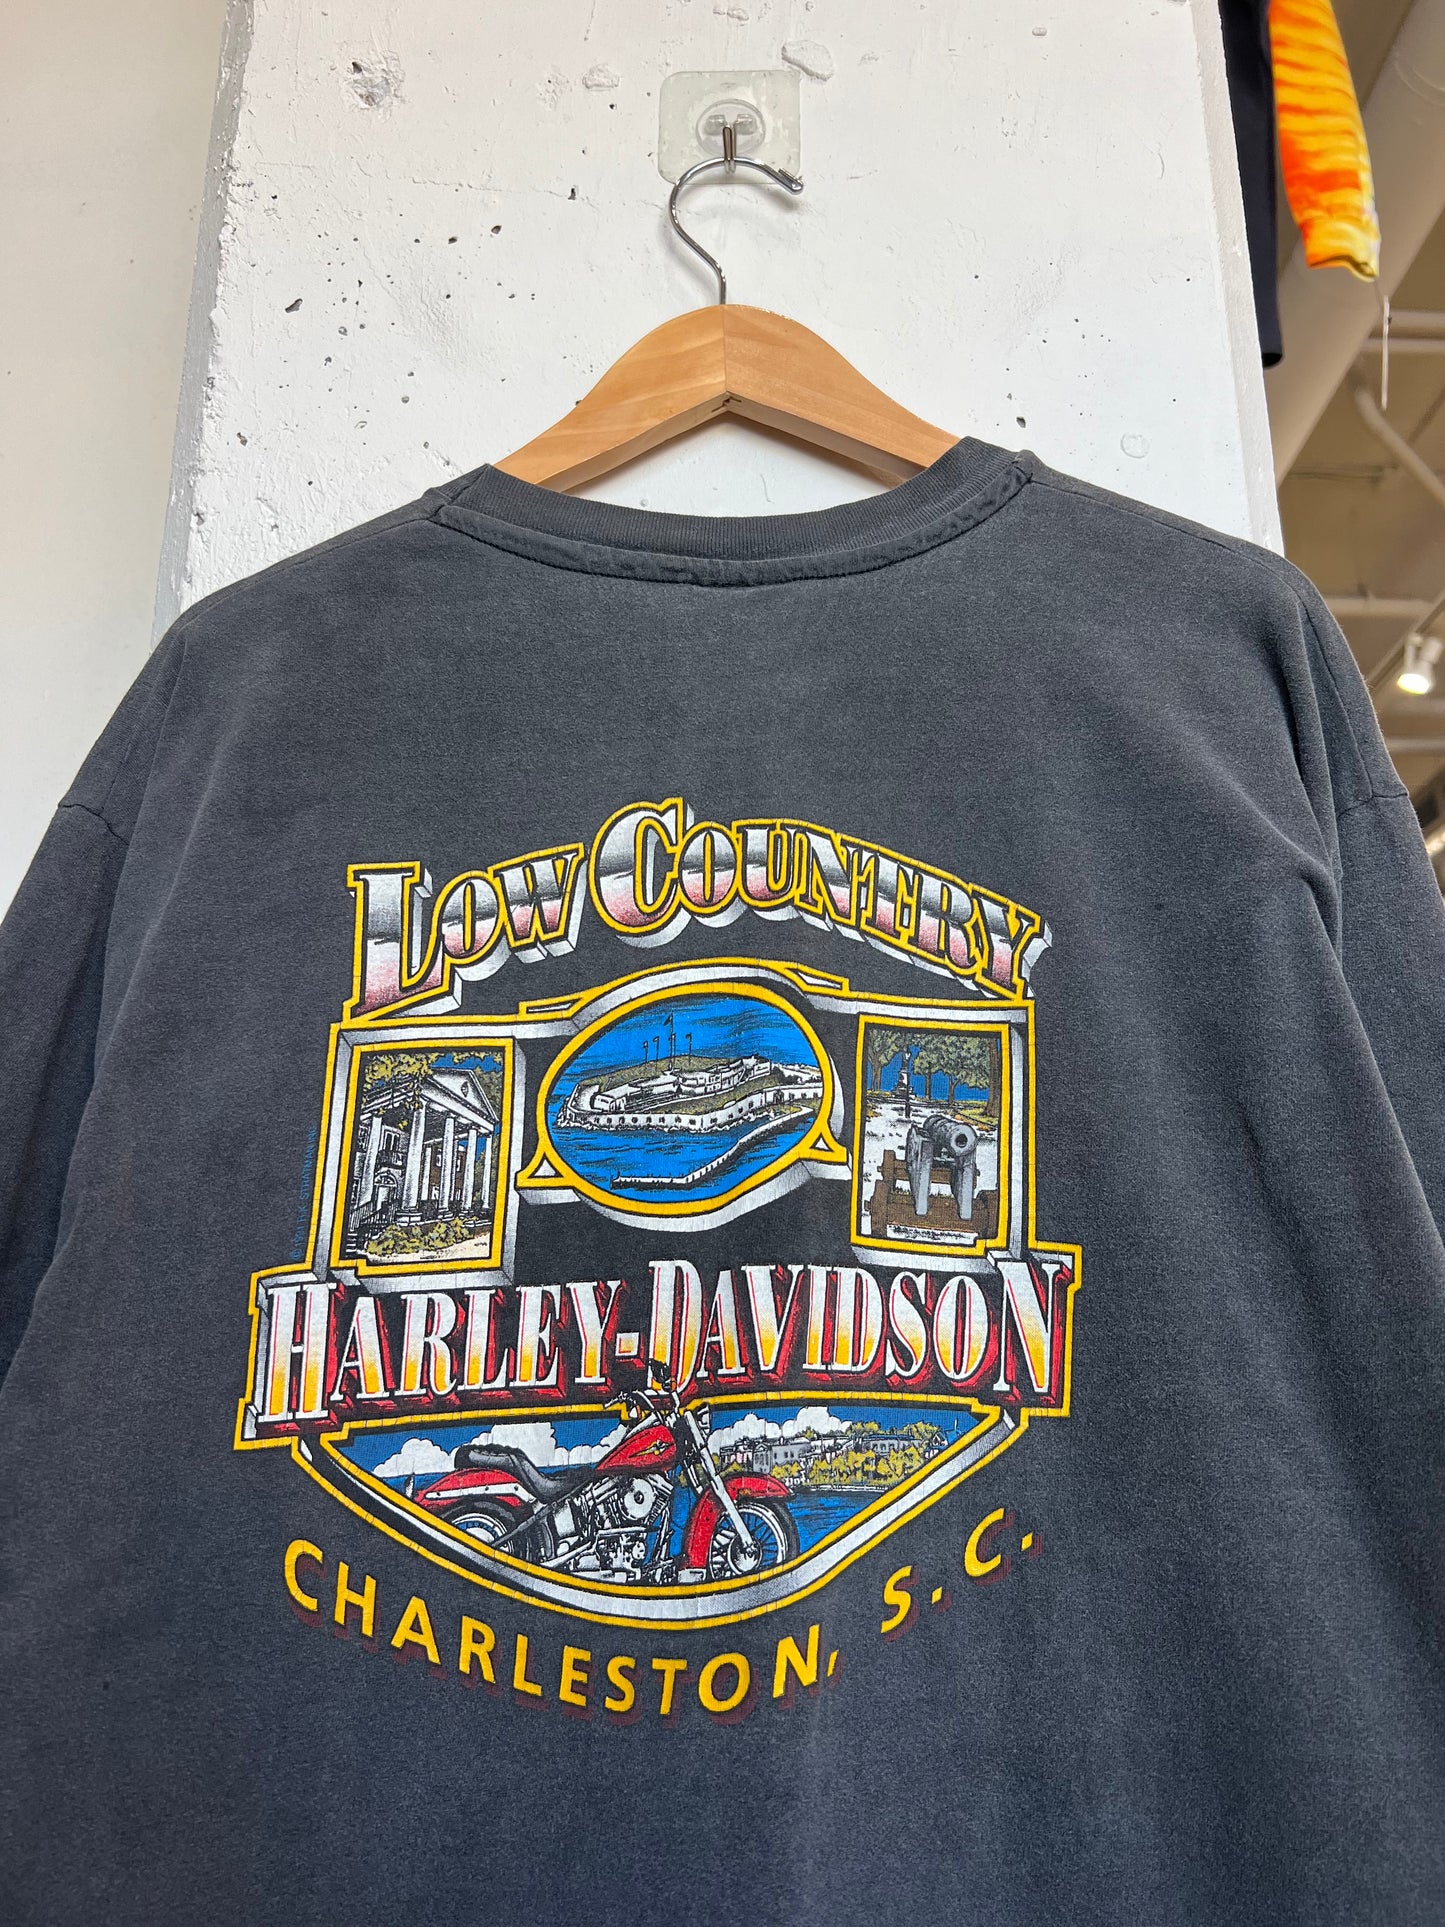 LOW COUNTRY
HARLEY-DAVIDSON
CHARLESTON, S.C.